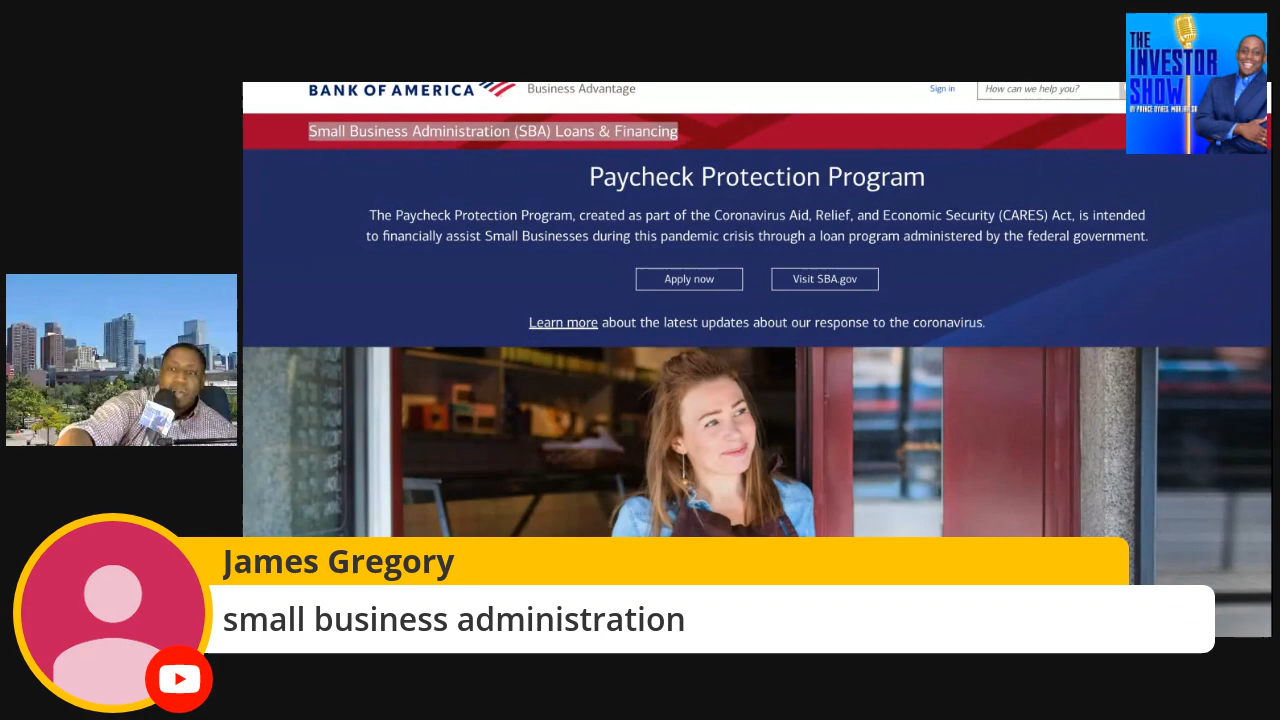 BANK OF AMERICA
Business Advantage
Sign in
How can we help you?
THE
INVESTOR
SHOW
Small Business Administration (SBA) Loans & Financing
Paycheck Protection Program
The Paycheck Protection Program, created as part of the Coronavirus Aid, Relief, and Economic Security (CARES) Act, is intended
to financially assist Small Businesses during this pandemic crisis through a loan program administered by the federal government.
Apply now
Visit SBA.gov
Learn more about the latest updates about our response to the coronavirus.
James Gregory
small business administration